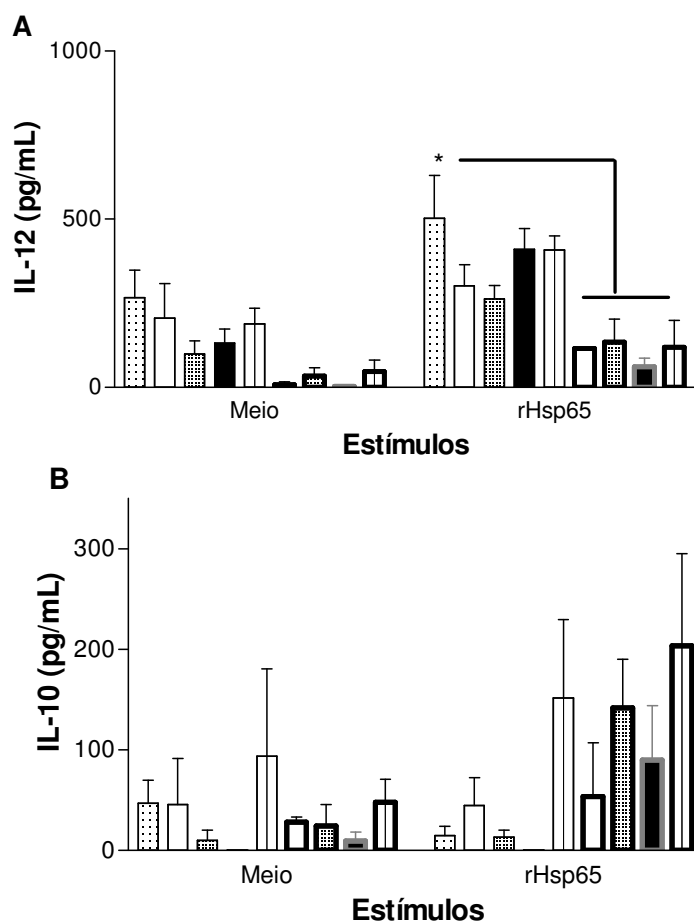 A
IL-12 (pg/mL)
1000
500
0
*
Meio
rHsp65
Estímulos
B
IL-10 (pg/mL)
300
200
100
0
Meio
rHsp65
Estímulos